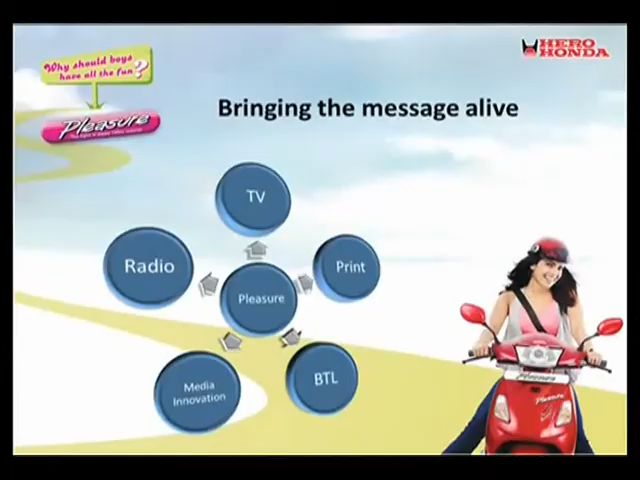 Why should boys
have all the fun?
Pleasure
HERO
HONDA
Bringing the message alive
TV
Radio
Print
Pleasure
Media
Innovation
BTL
Pleasure